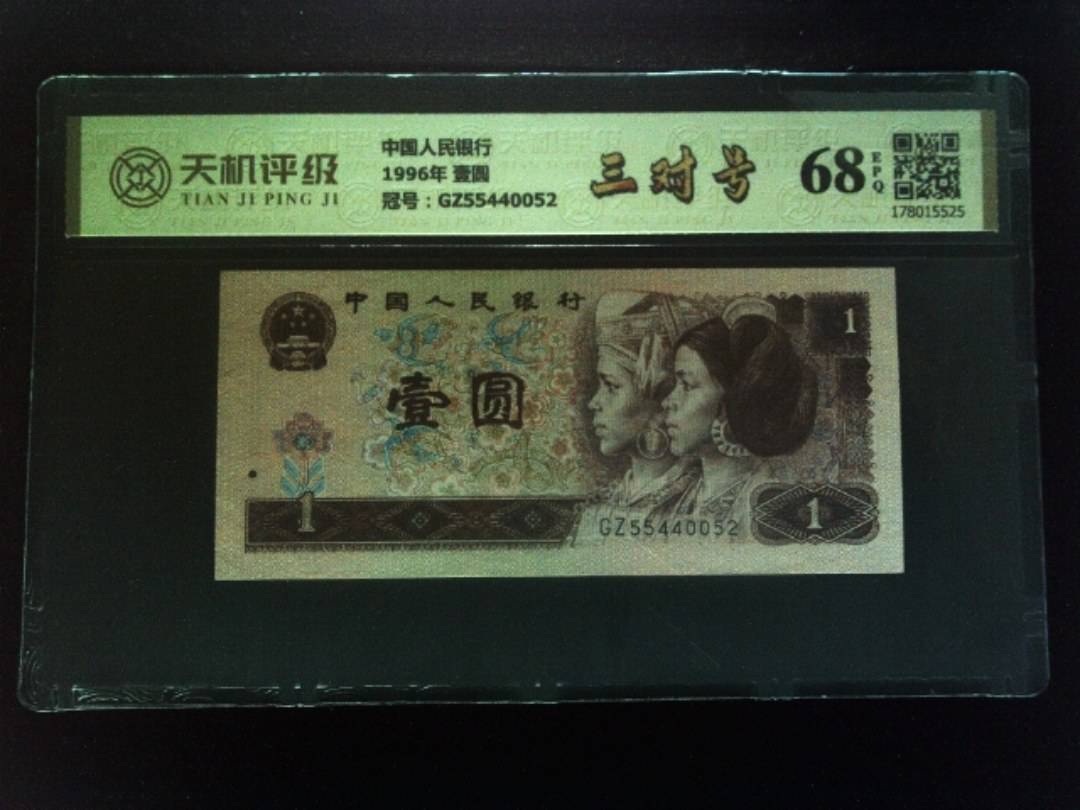 天机评级
TIAN JI PING JI
中国人民银行
1996年 壹圆
冠号：GZ55440052
三对号
68
EPQ
178015525
中国人民银行
1
壹圆
1
GZ55440052
1